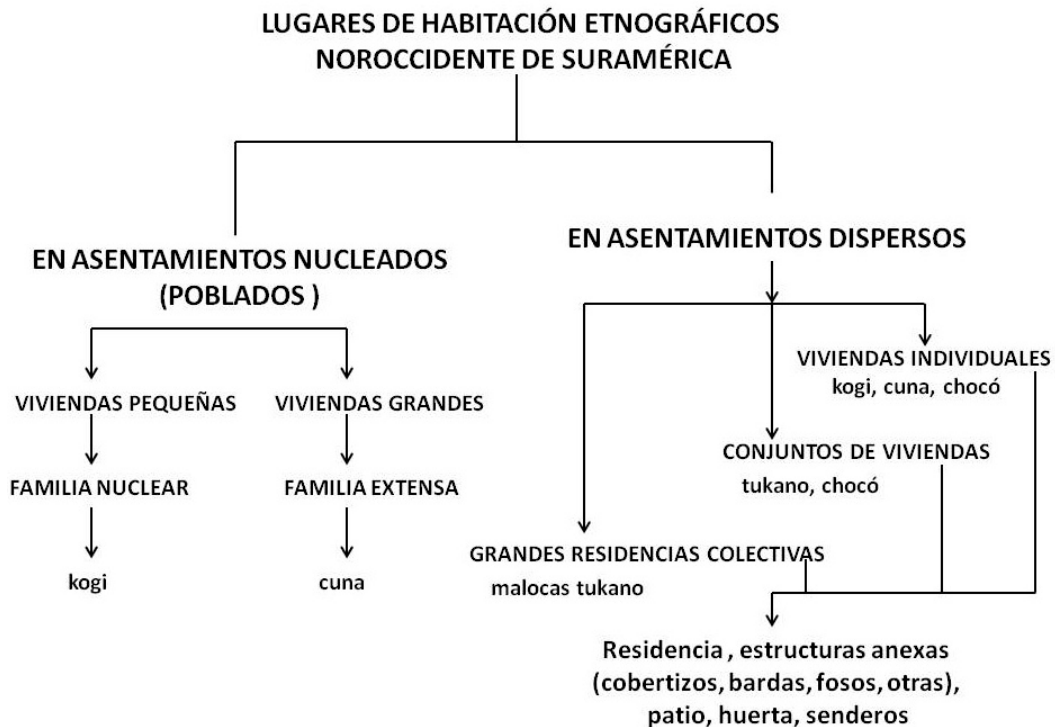 LUGARES DE HABITACIÓN ETNOGRÁFICOS
NOROCCIDENTE DE SURAMÉRICA
EN ASENTAMIENTOS NUCLEADOS
(POBLADOS )
VIVIENDAS PEQUEÑAS
FAMILIA NUCLEAR
kogi
VIVIENDAS GRANDES
FAMILIA EXTENSA
cuna
EN ASENTAMIENTOS DISPERSOS
VIVIENDAS INDIVIDUALES
kogi, cuna, chocó
CONJUNTOS DE VIVIENDAS
tukano, chocó
GRANDES RESIDENCIAS COLECTIVAS
malocas tukano
Residencia , estructuras anexas
(cobertizos, bardas, fosos, otras),
patio, huerta, senderos